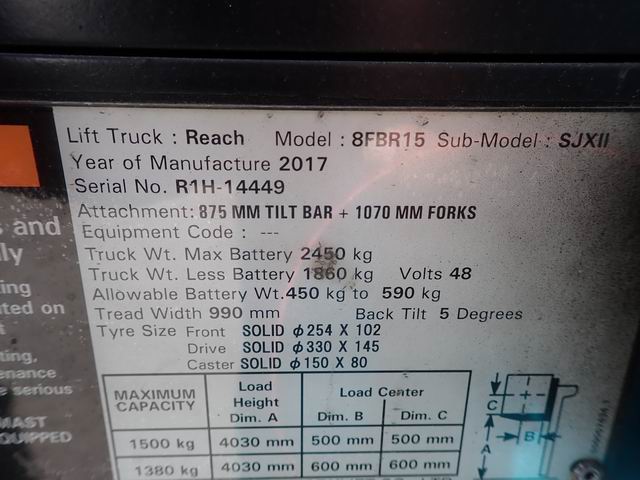 Lift Truck : Reach Model : 8FBR15 Sub-Model : SJXII
Year of Manufacture 2017
Serial No. R1H-14449
Attachment: 875 MM TILT BAR + 1070 MM FORKS
Equipment Code : ---
Truck Wt. Max Battery 2450 kg
Truck Wt. Less Battery 1860 kg Volts 48
Allowable Battery Wt. 450 kg to 590 kg
Tread Width 990 mm Back Tilt 5 Degrees
Tyre Size Front SOLID ϕ254 X 102
Drive SOLID ϕ330 X 145
Caster SOLID ϕ150 X 80
MAXIMUM CAPACITY Load Height Dim. A Load Center Dim. B Dim. C
1500 kg 4030 mm 500 mm 500 mm
1380 kg 4030 mm 600 mm 600 mm
C
A
B
s and
lly
ing
uted on
ting,
enance
e serious
MAST
QUIPPED